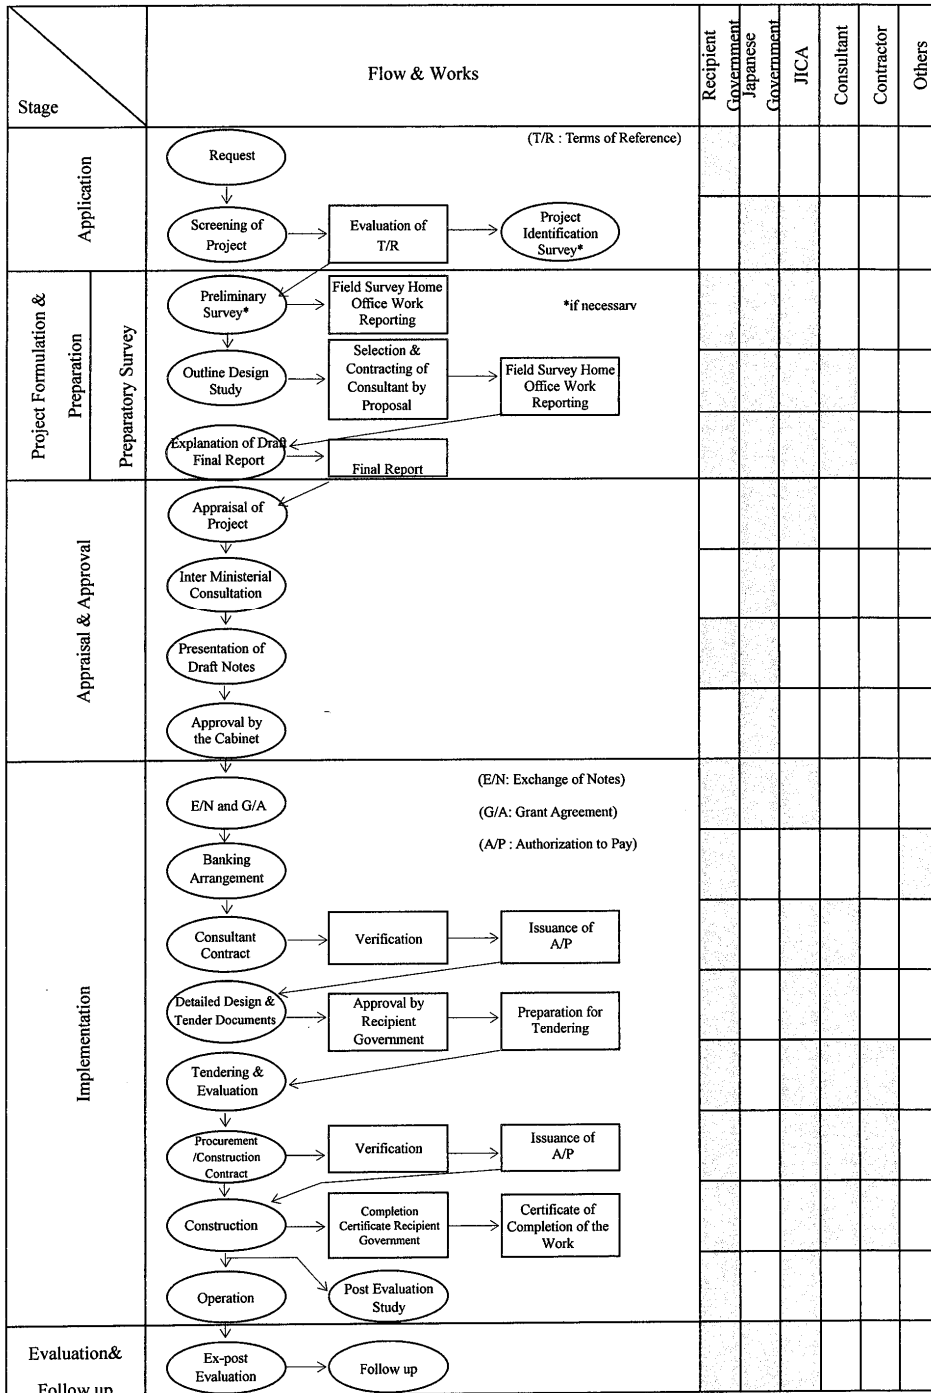 Stage
Flow & Works
Recipient
Government
Japanese
Government
JICA
Consultant
Contractor
Others
Application
(T/R : Terms of Reference)
Request
Screening of
Project
Evaluation of
T/R
Project
Identification
Survey*
Project Formulation &
Preparation
Preparatory Survey
Preliminary
Survey*
Field Survey Home
Office Work
Reporting
*if necessary
Outline Design
Study
Selection &
Contracting of
Consultant by
Proposal
Field Survey Home
Office Work
Reporting
Explanation of Draft
Final Report
Final Report
Appraisal & Approval
Appraisal of
Project
Inter Ministerial
Consultation
Presentation of
Draft Notes
Approval by
the Cabinet
Implementation
E/N and G/A
(E/N: Exchange of Notes)
(G/A: Grant Agreement)
(A/P : Authorization to Pay)
Banking
Arrangement
Consultant
Contract
Verification
Issuance of
A/P
Detailed Design &
Tender Documents
Approval by
Recipient
Government
Preparation for
Tendering
Tendering &
Evaluation
Procurement
/Construction
Contract
Verification
Issuance of
A/P
Construction
Completion
Certificate Recipient
Government
Certificate of
Completion of the
Work
Operation
Post Evaluation
Study
Evaluation&
Follow up
Ex-post
Evaluation
Follow up